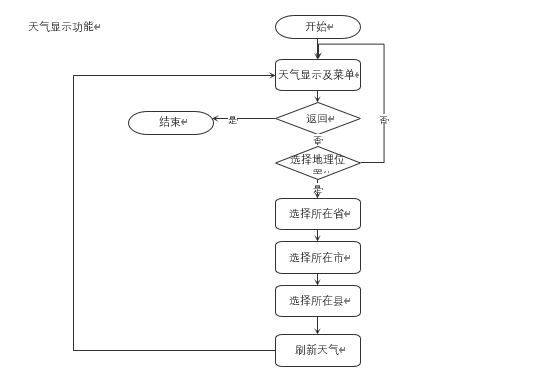 天气显示功能
开始
天气显示及菜单
返回
是
结束
否
否
选择地理位
置
是
选择所在省
选择所在市
选择所在县
刷新天气